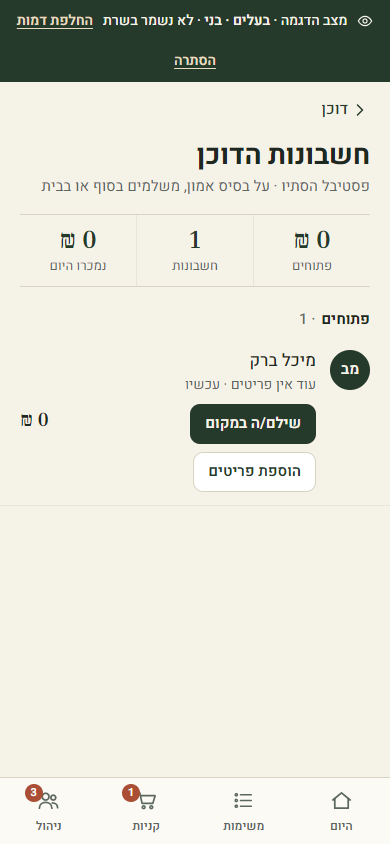 מצב הדגמה · בעלים · בני · לא נשמר בשרת החלפת דמות
הסתרה
דוכן
חשבונות הדוכן
פסטיבל הסתיו · על בסיס אמון, משלמים בסוף או בבית
0 ₪ 1 0 ₪
פתוחים חשבונות נמכרו היום
פתוחים · 1
מב מיכל ברק
עוד אין פריטים · עכשיו
שילם/ה במקום 0 ₪
הוספת פריטים
1 3
היום משימות קניות ניהול